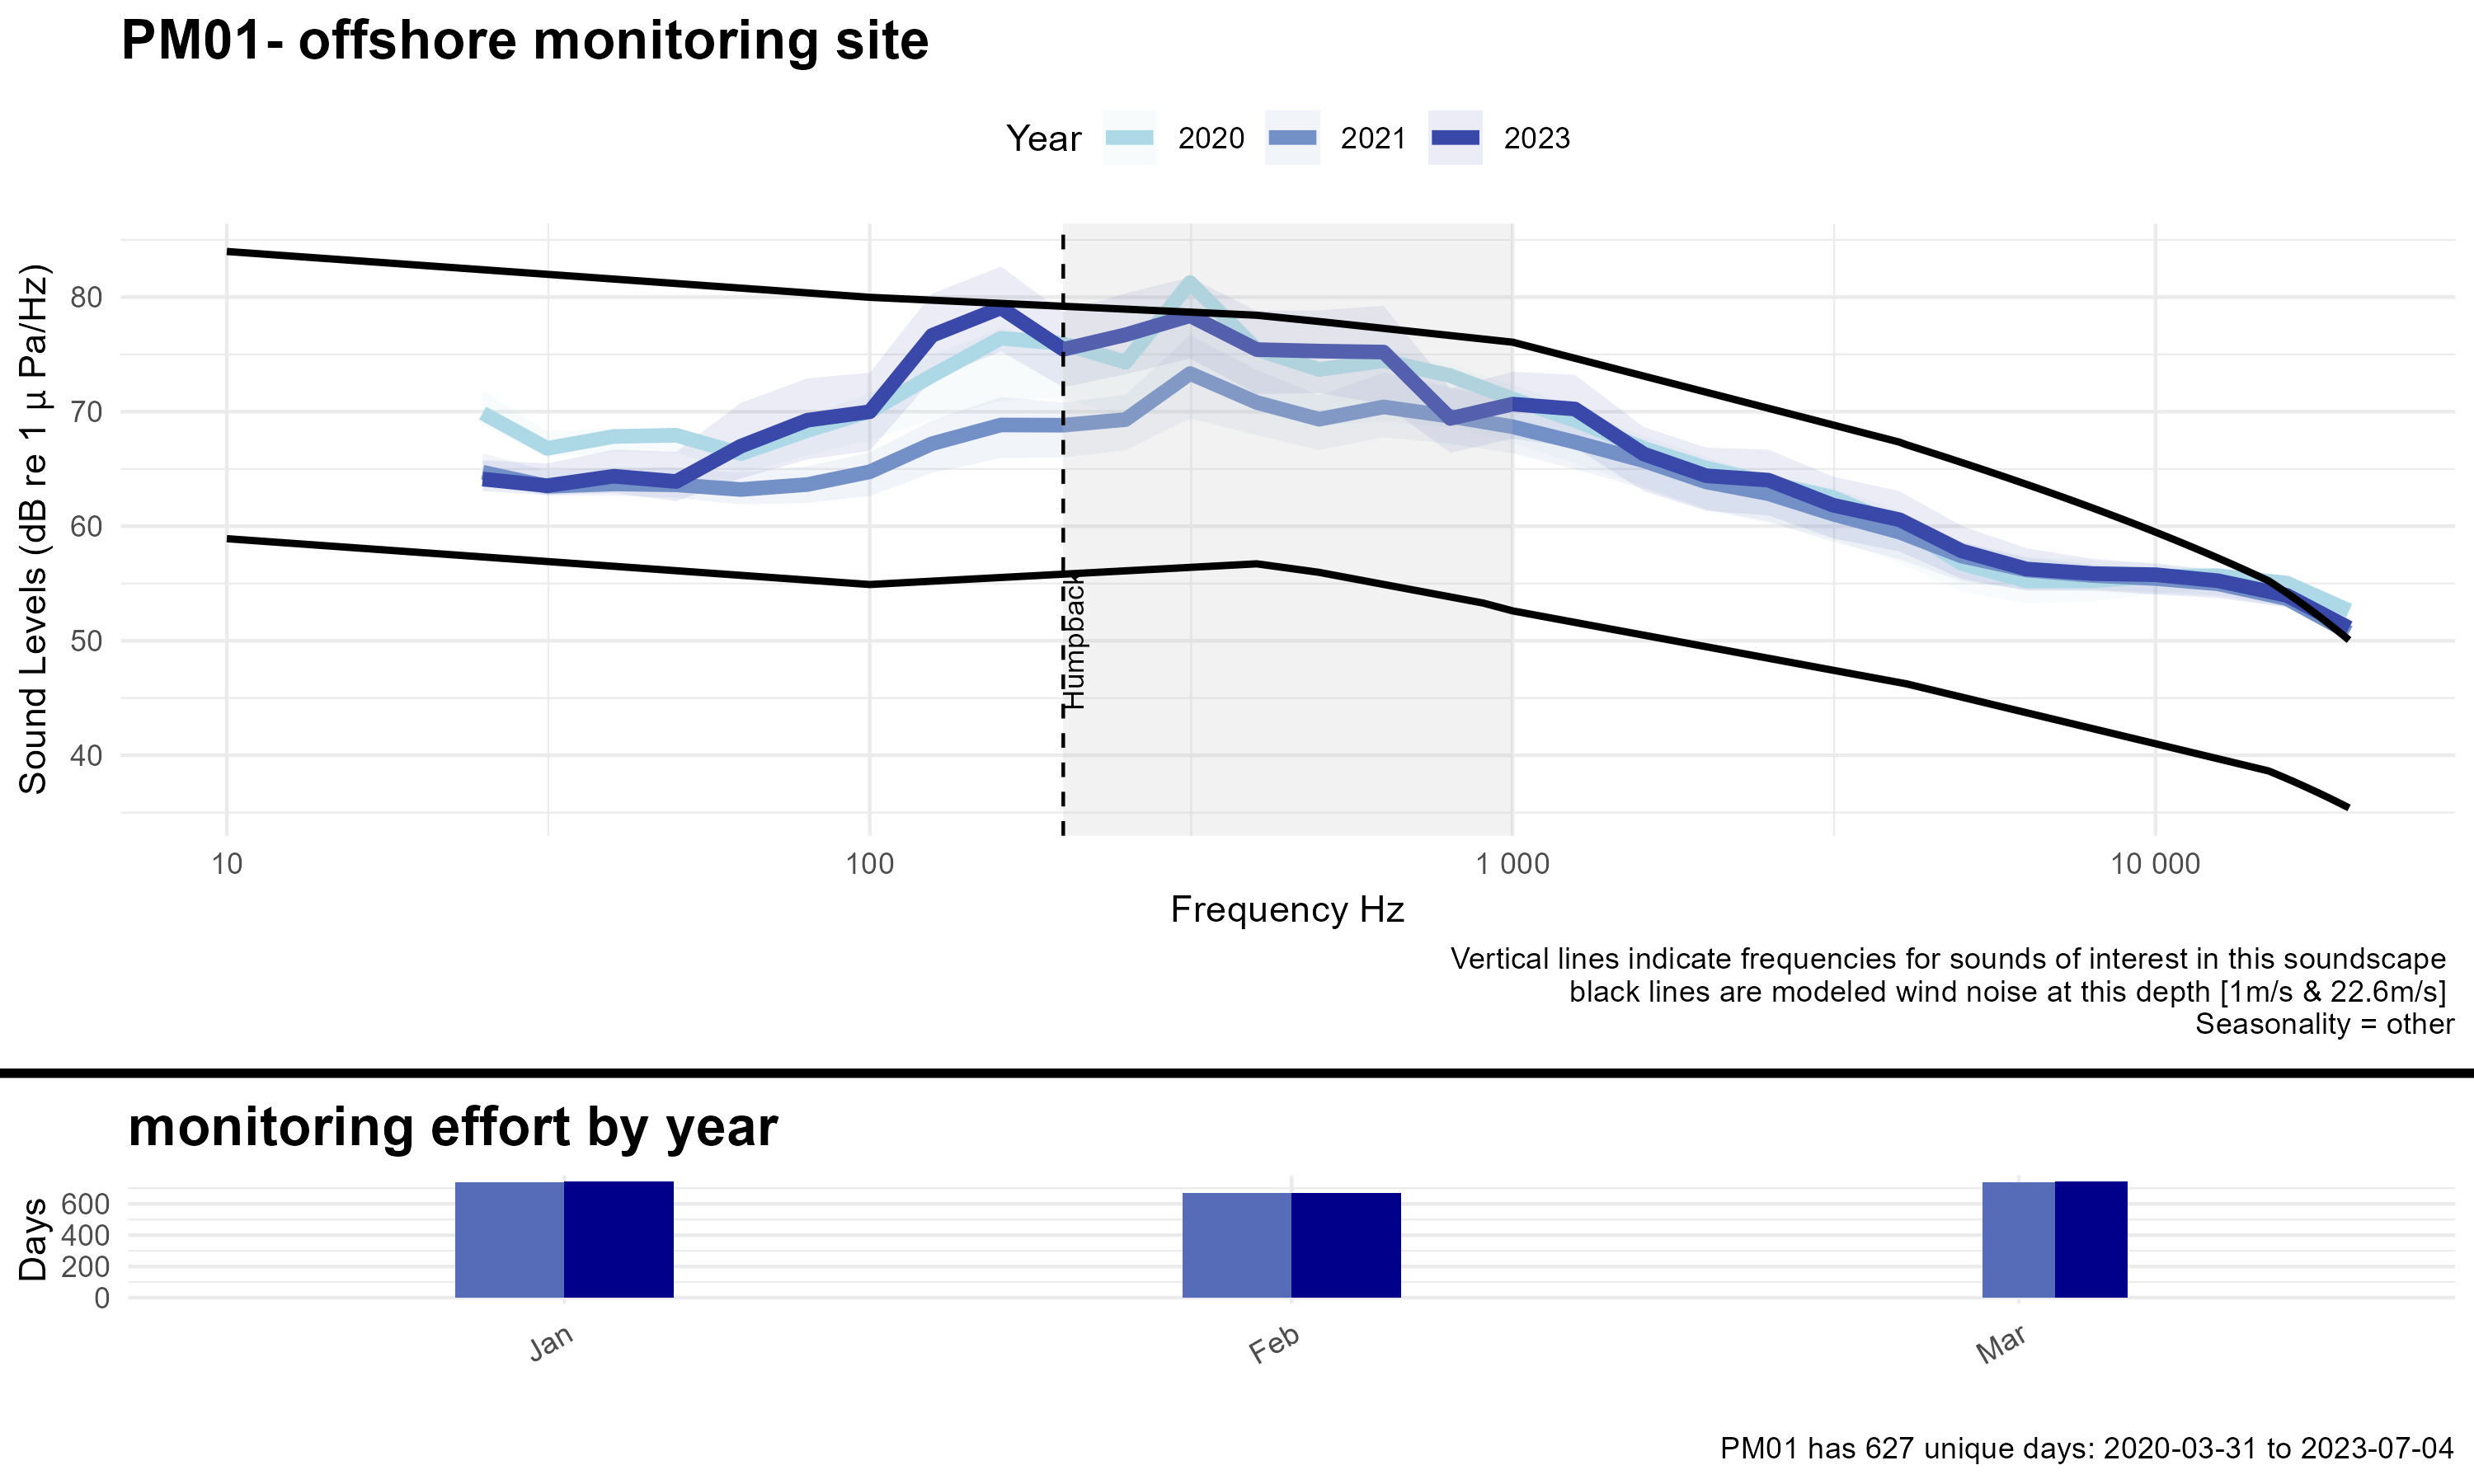 PM01- offshore monitoring site
Year 2020 2021 2023
Sound Levels (dB re 1 µ Pa/Hz)
80
70
60
50
40
Humpback
10 100 1 000 10 000
Frequency Hz
Vertical lines indicate frequencies for sounds of interest in this soundscape
black lines are modeled wind noise at this depth [1m/s & 22.6m/s]
Seasonality = other
monitoring effort by year
Days
600
400
200
0
Jan Feb Mar
PM01 has 627 unique days: 2020-03-31 to 2023-07-04